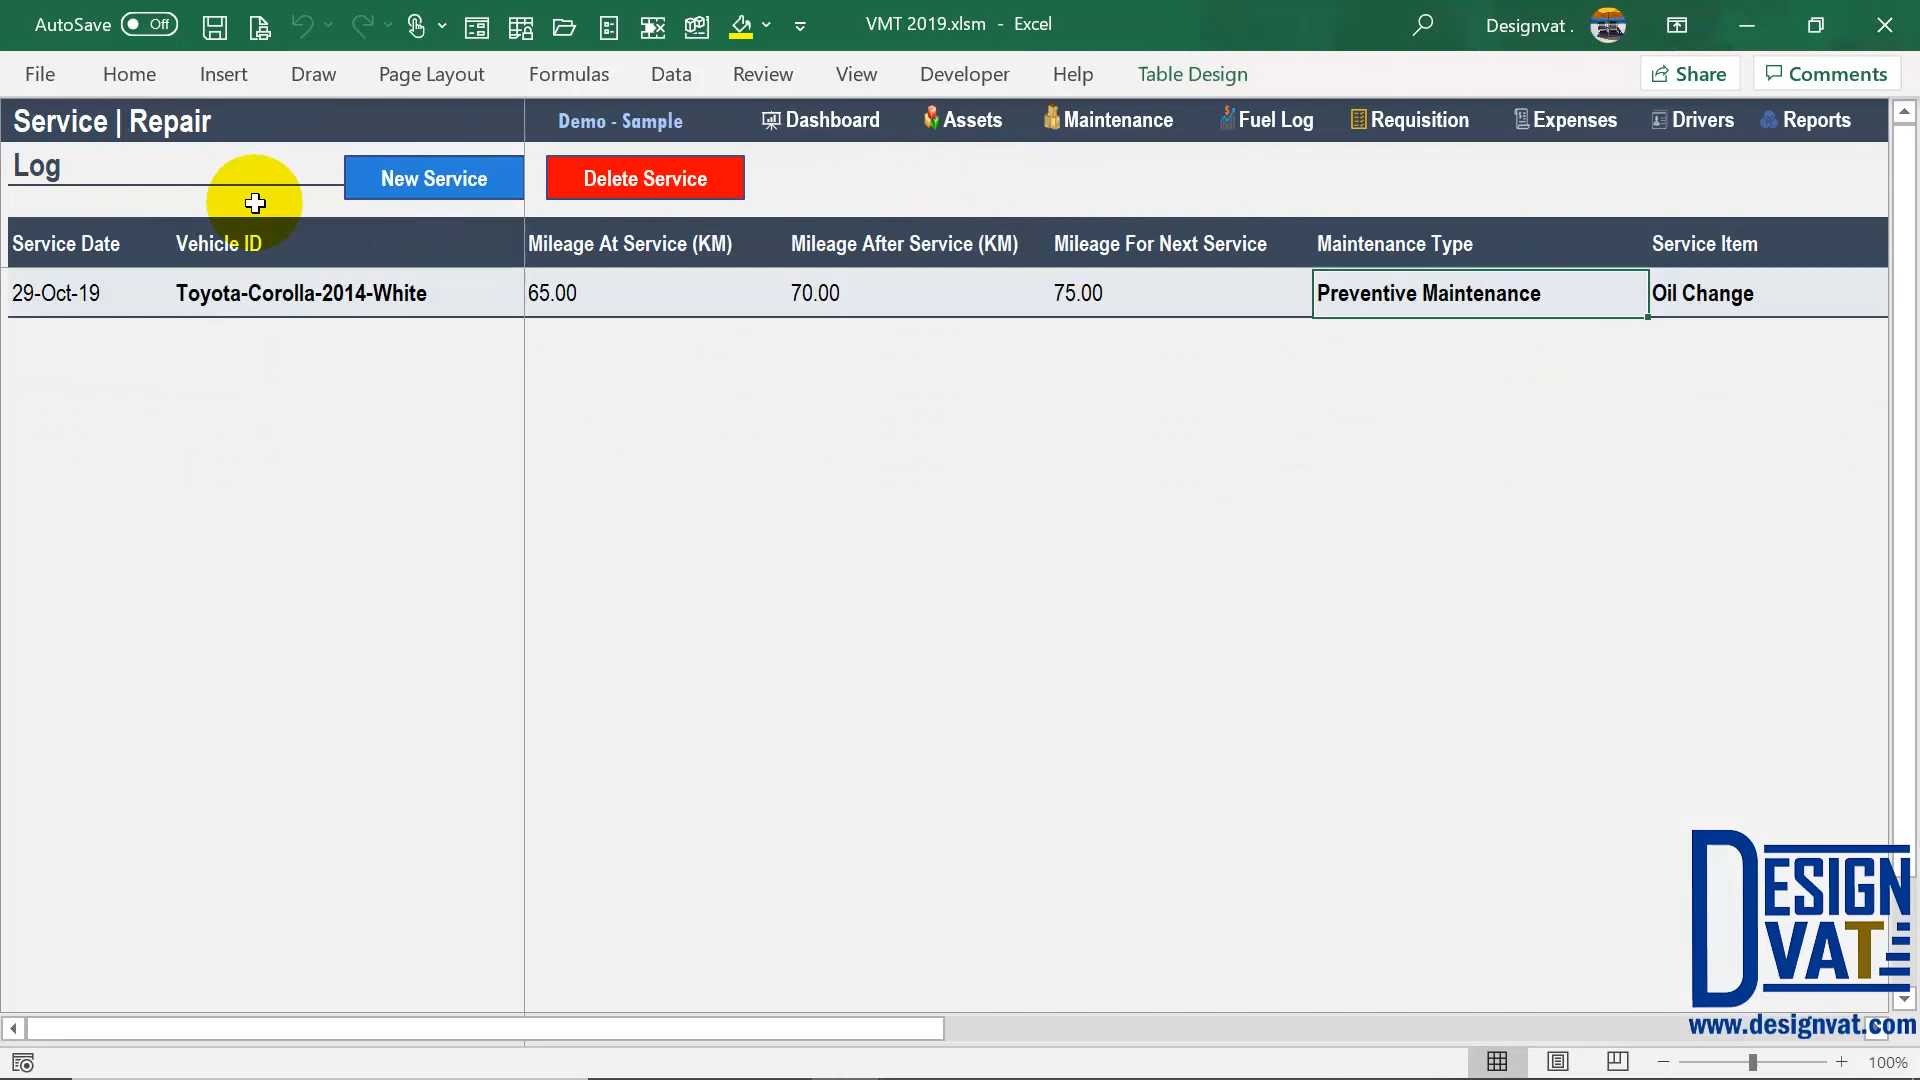 AutoSave Off VMT 2019.xlsm - Excel Designvat .
File Home Insert Draw Page Layout Formulas Data Review View Developer Help Table Design Share Comments
Service | Repair Demo - Sample Dashboard Assets Maintenance Fuel Log Requisition Expenses Drivers Reports
Log New Service Delete Service
Service Date Vehicle ID Mileage At Service (KM) Mileage After Service (KM) Mileage For Next Service Maintenance Type Service Item
29-Oct-19 Toyota-Corolla-2014-White 65.00 70.00 75.00 Preventive Maintenance Oil Change
DESIGN
VAT
www.designvat.com
100%